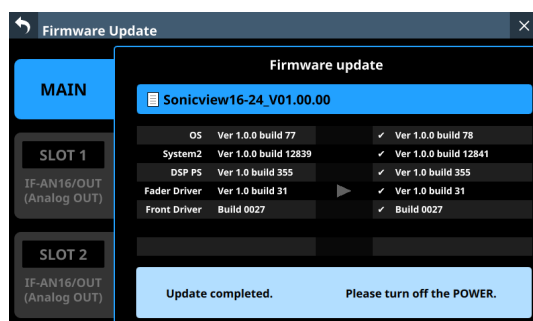 Firmware Update
MAIN
SLOT 1
IF-AN16/OUT
(Analog OUT)
SLOT 2
IF-AN16/OUT
(Analog OUT)
Firmware update
Sonicview16-24_V01.00.00
OS Ver 1.0.0 build 77 ✔ Ver 1.0.0 build 78
System2 Ver 1.0.0 build 12839 ✔ Ver 1.0.0 build 12841
DSP PS Ver 1.0 build 355 ✔ Ver 1.0 build 355
Fader Driver Ver 1.0 build 31 ✔ Ver 1.0 build 31
Front Driver Build 0027 ✔ Build 0027
Update completed. Please turn off the POWER.